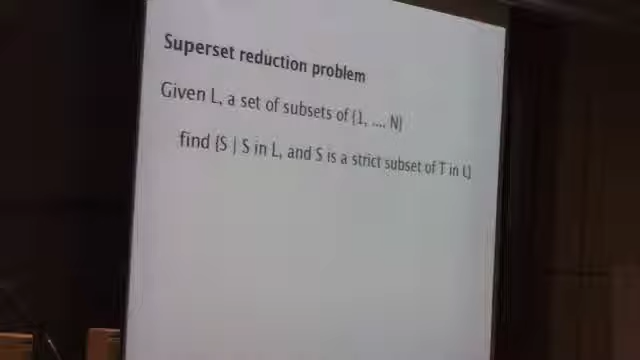 Superset reduction problem
Given L, a set of subsets of {1, .... N}
find {S | S in L, and S is a strict subset of T in L}